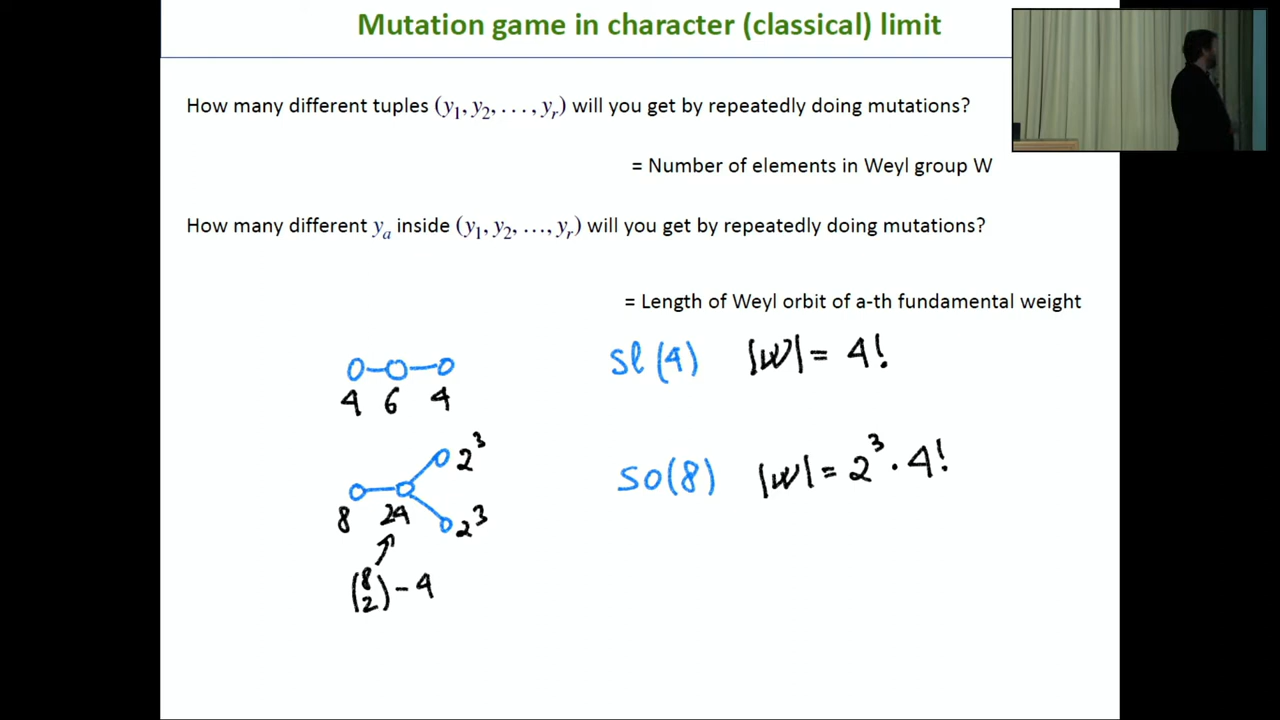 Mutation game in character (classical) limit
How many different tuples (y₁, y₂, . . . , yᵣ) will you get by repeatedly doing mutations?
= Number of elements in Weyl group W
How many different yₐ inside (y₁, y₂, …, yᵣ) will you get by repeatedly doing mutations?
= Length of Weyl orbit of a-th fundamental weight
sl(4) |W| = 4!
4 6 4
2³
so(8) |W| = 2³ · 4!
8 24 2³
(8 2) - 4